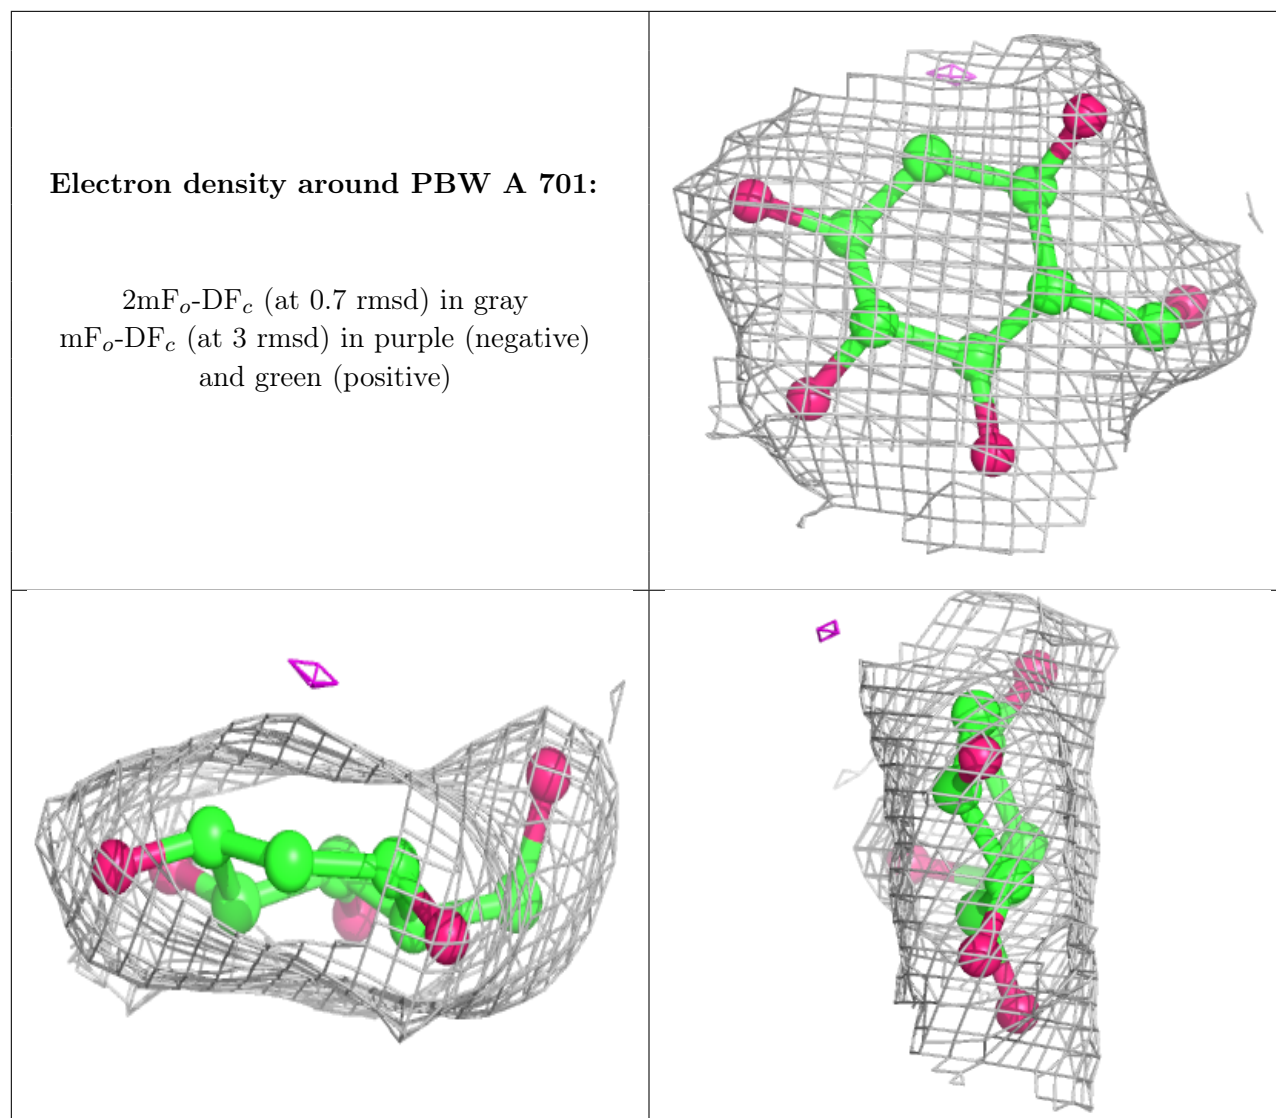 Electron density around PBW A 701:
2mFo-DFc (at 0.7 rmsd) in gray
mFo-DFc (at 3 rmsd) in purple (negative)
and green (positive)